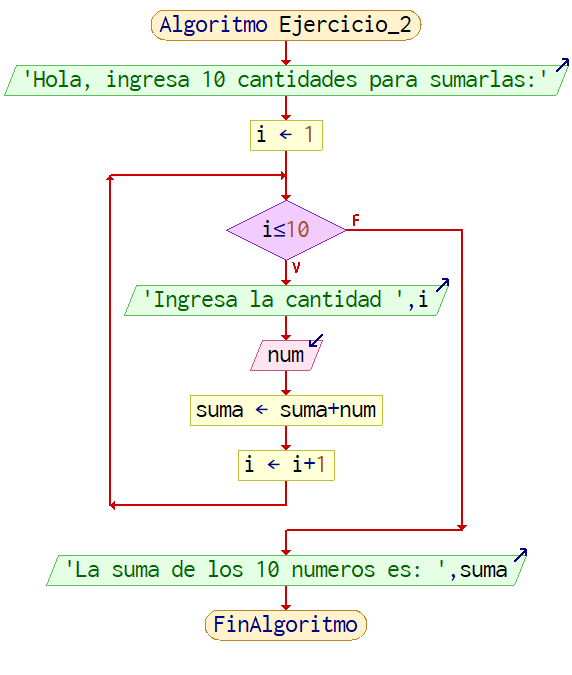 Algoritmo Ejercicio_2
'Hola, ingresa 10 cantidades para sumarlas:'
i ← 1
i≤10
F
V
'Ingresa la cantidad ',i
num
suma ← suma+num
i ← i+1
'La suma de los 10 numeros es: ',suma
FinAlgoritmo